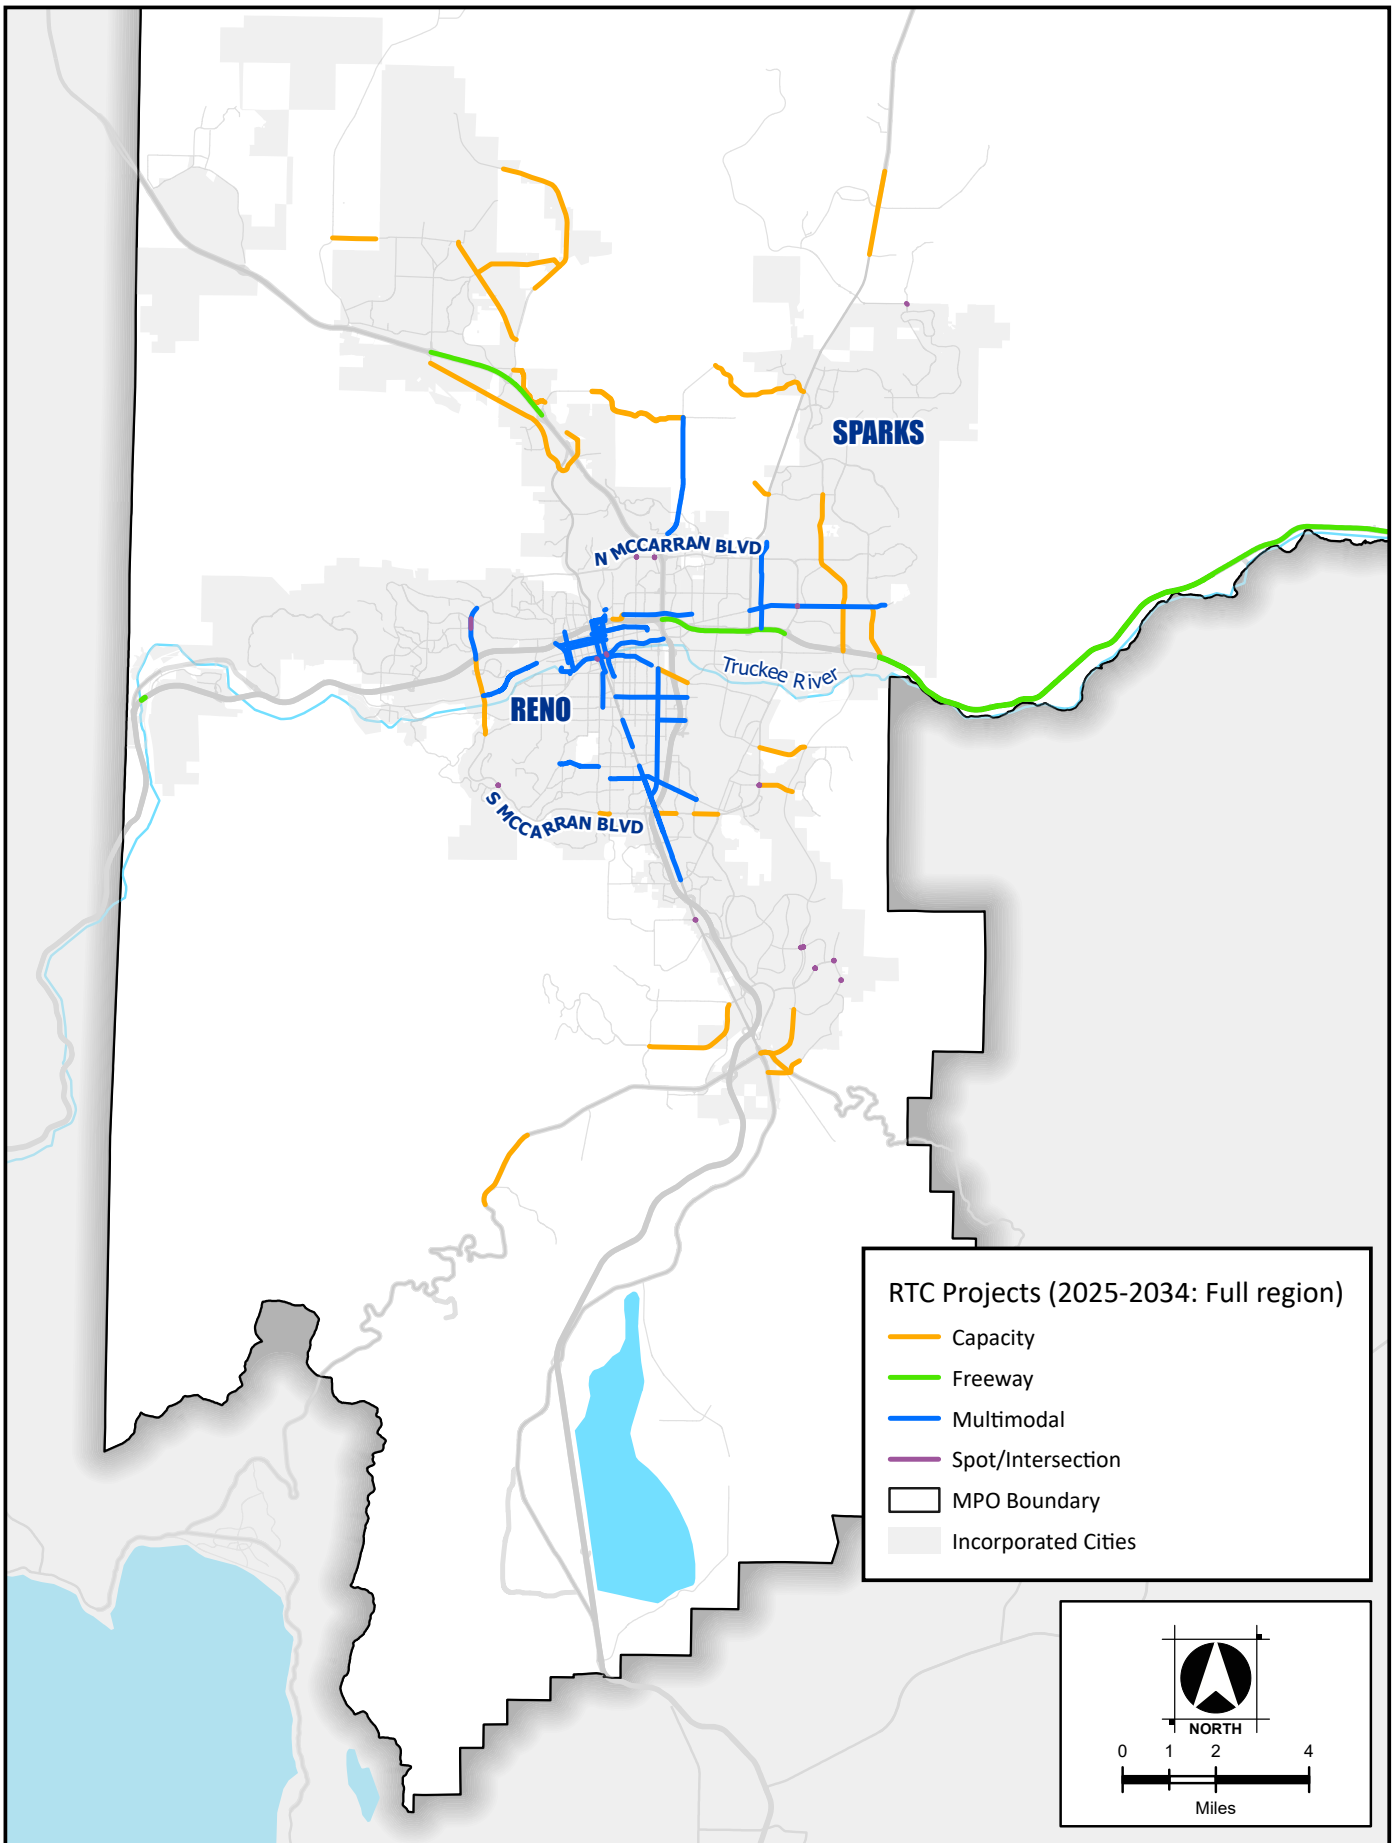 SPARKS
N MCCARRAN BLVD
Truckee River
RENO
S MCCARRAN BLVD
RTC Projects (2025-2034: Full region)
Capacity
Freeway
Multimodal
Spot/Intersection
MPO Boundary
Incorporated Cities
NORTH
0 1 2 4
Miles